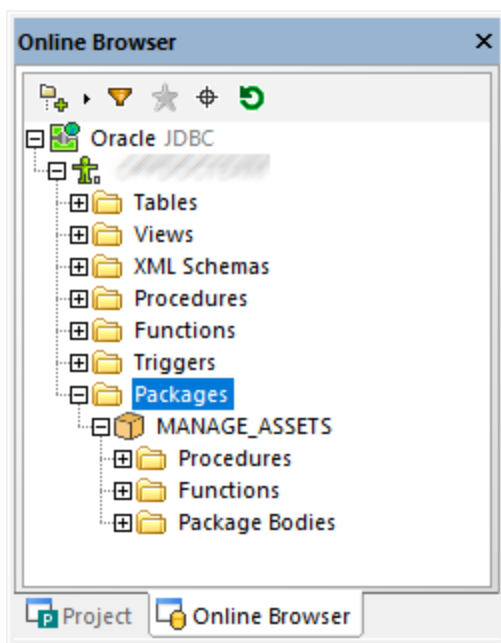 Online Browser
Oracle JDBC
Tables
Views
XML Schemas
Procedures
Functions
Triggers
Packages
MANAGE_ASSETS
Procedures
Functions
Package Bodies
Project Online Browser